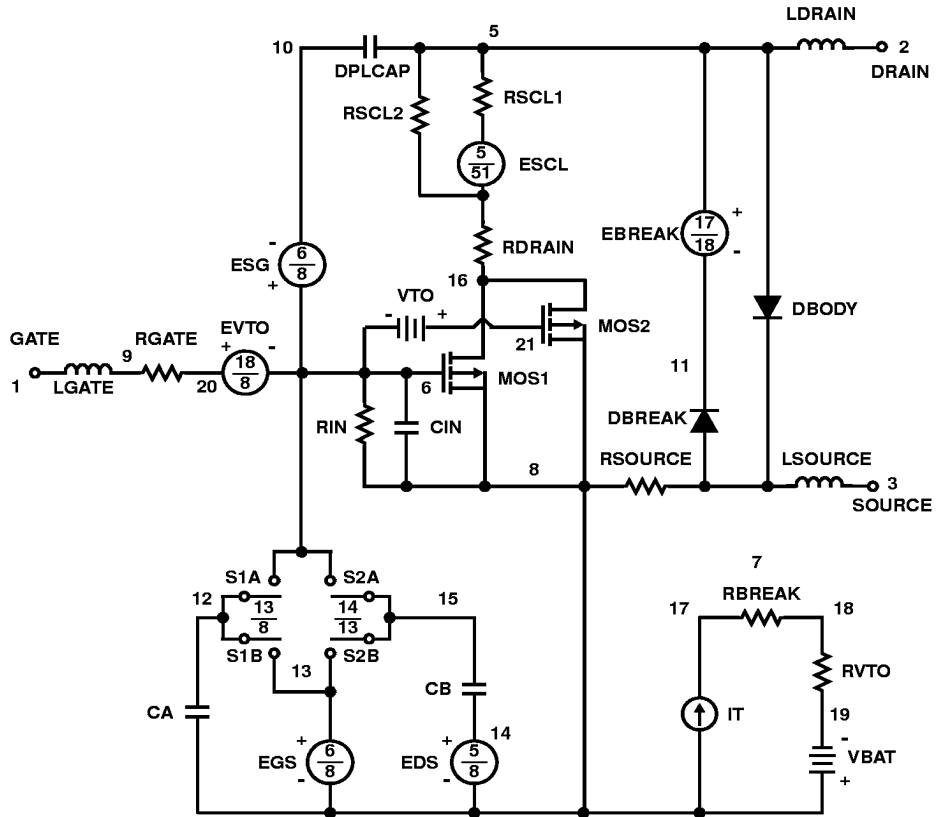 LDRAIN
5
10
2
DPLCAP
DRAIN
RSCL1
RSCL2
5
51
ESCL
+
17
18
EBREAK
-
-
6
8
ESG
+
RDRAIN
16
VTO
-
+
DBODY
MOS2
EVTO
GATE
RGATE
9
+
-
21
11
18
8
1
LGATE
20
6
MOS1
DBREAK
RIN
CIN
8
RSOURCE
LSOURCE
3
SOURCE
7
S1A
S2A
RBREAK
12
13
8
14
13
15
17
18
S1B
S2B
13
RVTO
CB
CA
IT
19
14
-
+
6
8
EGS
-
+
5
8
EDS
-
VBAT
+